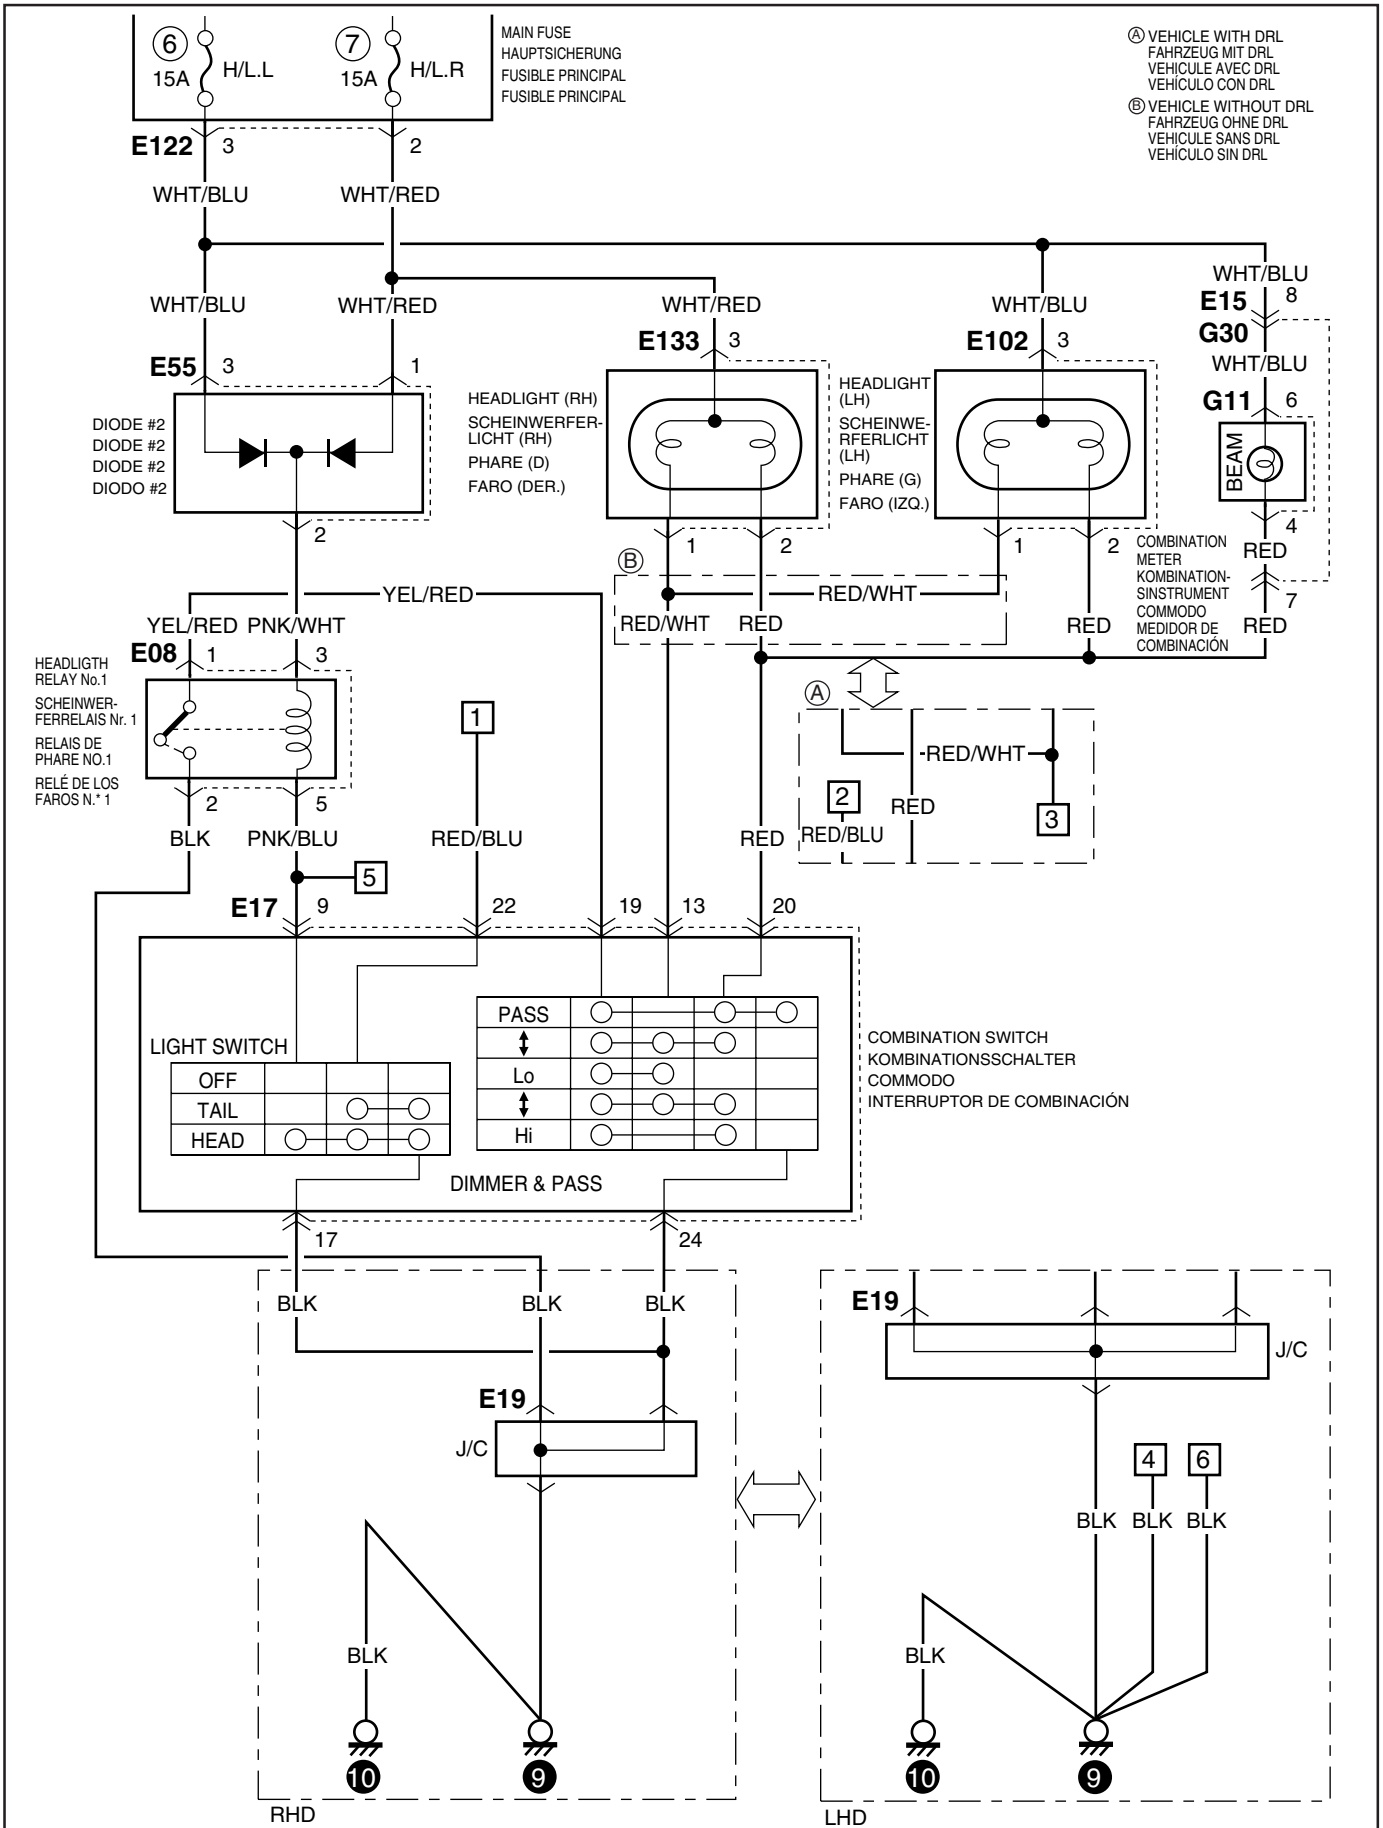 6
15A
H/L.L
7
15A
H/L.R
MAIN FUSE
HAUPTSICHERUNG
FUSIBLE PRINCIPAL
FUSIBLE PRINCIPAL
Ⓐ VEHICLE WITH DRL
FAHRZEUG MIT DRL
VEHICULE AVEC DRL
VEHÍCULO CON DRL
Ⓑ VEHICLE WITHOUT DRL
FAHRZEUG OHNE DRL
VEHICULE SANS DRL
VEHÍCULO SIN DRL
E122 3 2
WHT/BLU WHT/RED
WHT/BLU WHT/RED WHT/RED WHT/BLU
WHT/BLU
E15 8
G30
WHT/BLU
G11 6
BEAM
4
RED
7
RED
E55 3 1
DIODE #2
DIODE #2
DIODE #2
DIODO #2
2
E133 3
HEADLIGHT (RH)
SCHEINWERFER-
LICHT (RH)
PHARE (D)
FARO (DER.)
1 2
E102 3
HEADLIGHT
(LH)
SCHEINWE-
RFERLICHT
(LH)
PHARE (G)
FARO (IZQ.)
1 2
COMBINATION
METER
KOMBINATION-
SINSTRUMENT
COMMODO
MEDIDOR DE
COMBINACIÓN
Ⓑ
RED/WHT
RED/WHT RED RED
YEL/RED
YEL/RED PNK/WHT
E08 1 3
HEADLIGTH
RELAY No.1
SCHEINWER-
FERRELAIS Nr. 1
RELAIS DE
PHARE NO.1
RELÉ DE LOS
FAROS N.* 1
2 5
BLK PNK/BLU
5
1
RED/BLU
RED
Ⓐ
RED/WHT
2
RED
3
RED/BLU
E17 9 22 19 13 20
LIGHT SWITCH
OFF
TAIL
HEAD
PASS
Lo
Hi
DIMMER & PASS
COMBINATION SWITCH
KOMBINATIONSSCHALTER
COMMODO
INTERRUPTOR DE COMBINACIÓN
17 24
BLK BLK BLK
E19
J/C
BLK
10 9
RHD
E19
J/C
4 6
BLK BLK BLK
BLK
10 9
LHD